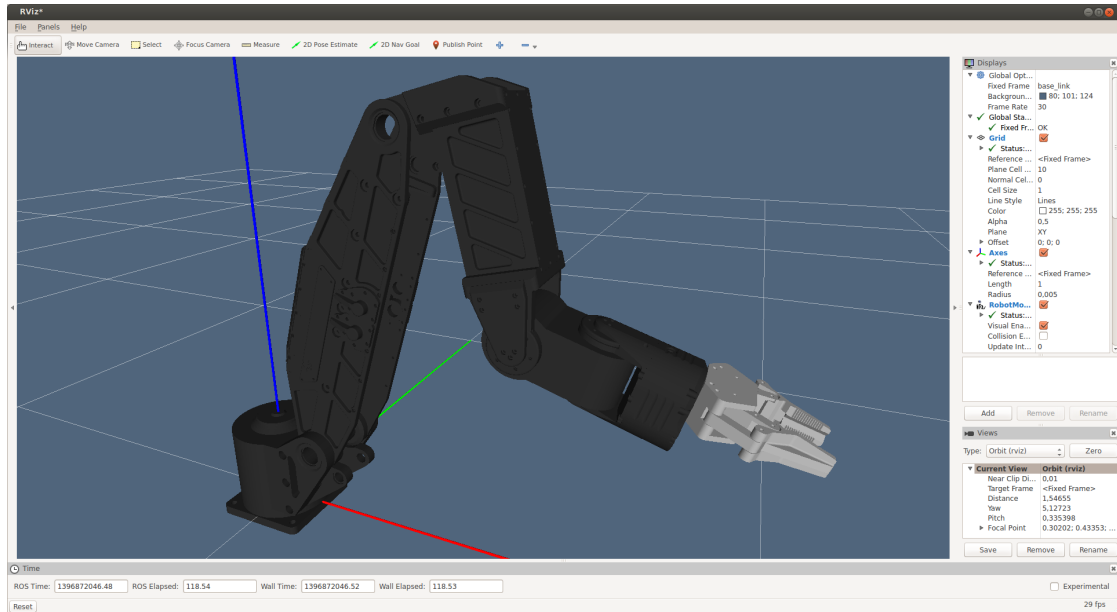 RViz*
File Panels Help
Interact Move Camera Select Focus Camera Measure 2D Pose Estimate 2D Nav Goal Publish Point
Displays
Global Opt...
Fixed Frame base_link
Backgroun... 80; 101; 124
Frame Rate 30
Global Sta...
Fixed Fr... OK
Grid
Status:...
Reference ... <Fixed Frame>
Plane Cell ... 10
Normal Cel... 0
Cell Size 1
Line Style Lines
Color 255; 255; 255
Alpha 0,5
Plane XY
Offset 0; 0; 0
Axes
Status:...
Reference ... <Fixed Frame>
Length 1
Radius 0,005
RobotMo...
Status:...
Visual Ena...
Collision E...
Update Int... 0
Add Remove Rename
Views
Type: Orbit (rviz) Zero
Current View Orbit (rviz)
Near Clip Di... 0,01
Target Frame <Fixed Frame>
Distance 1,54655
Yaw 5,12723
Pitch 0,335398
Focal Point 0.30202; 0.43353; ...
Save Remove Rename
Time
ROS Time: 1396872046.48 ROS Elapsed: 118.54 Wall Time: 1396872046.52 Wall Elapsed: 118.53 Experimental
Reset 29 fps